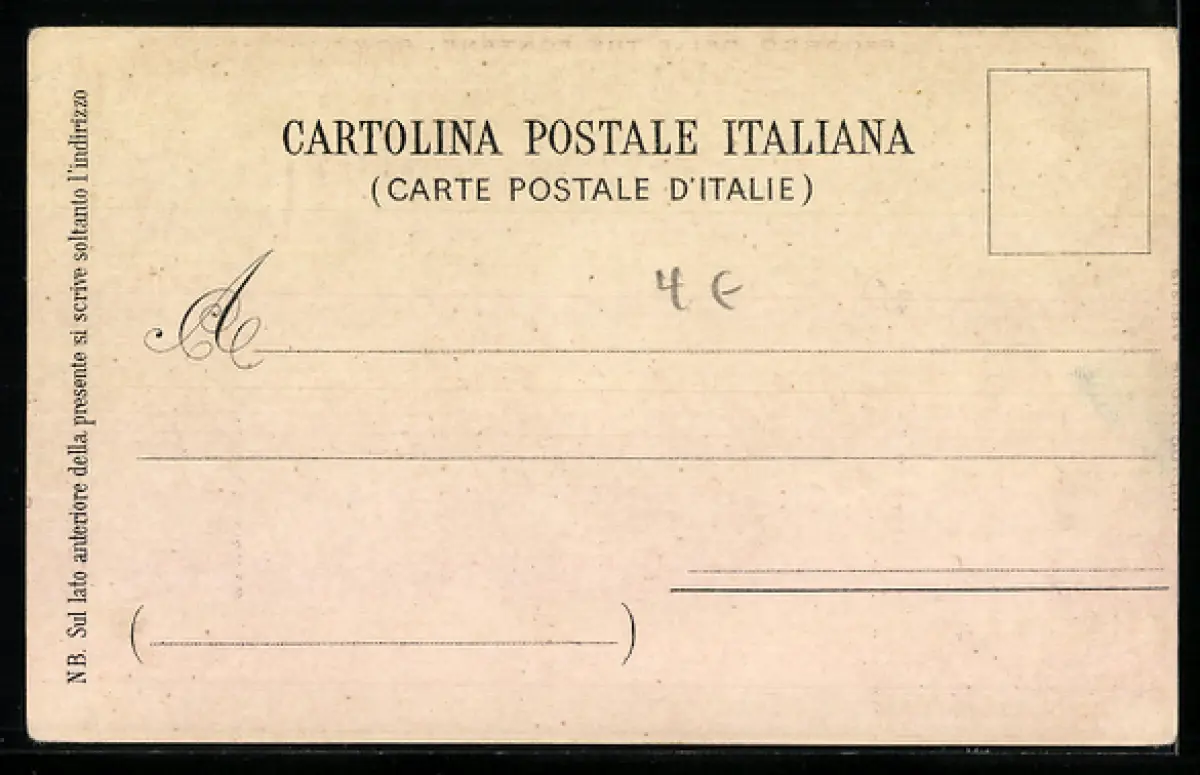 CARTOLINA POSTALE ITALIANA
(CARTE POSTALE D'ITALIE)
4 €
A
()
NB. Sul lato anteriore della presente si scrive soltanto l'indirizzo